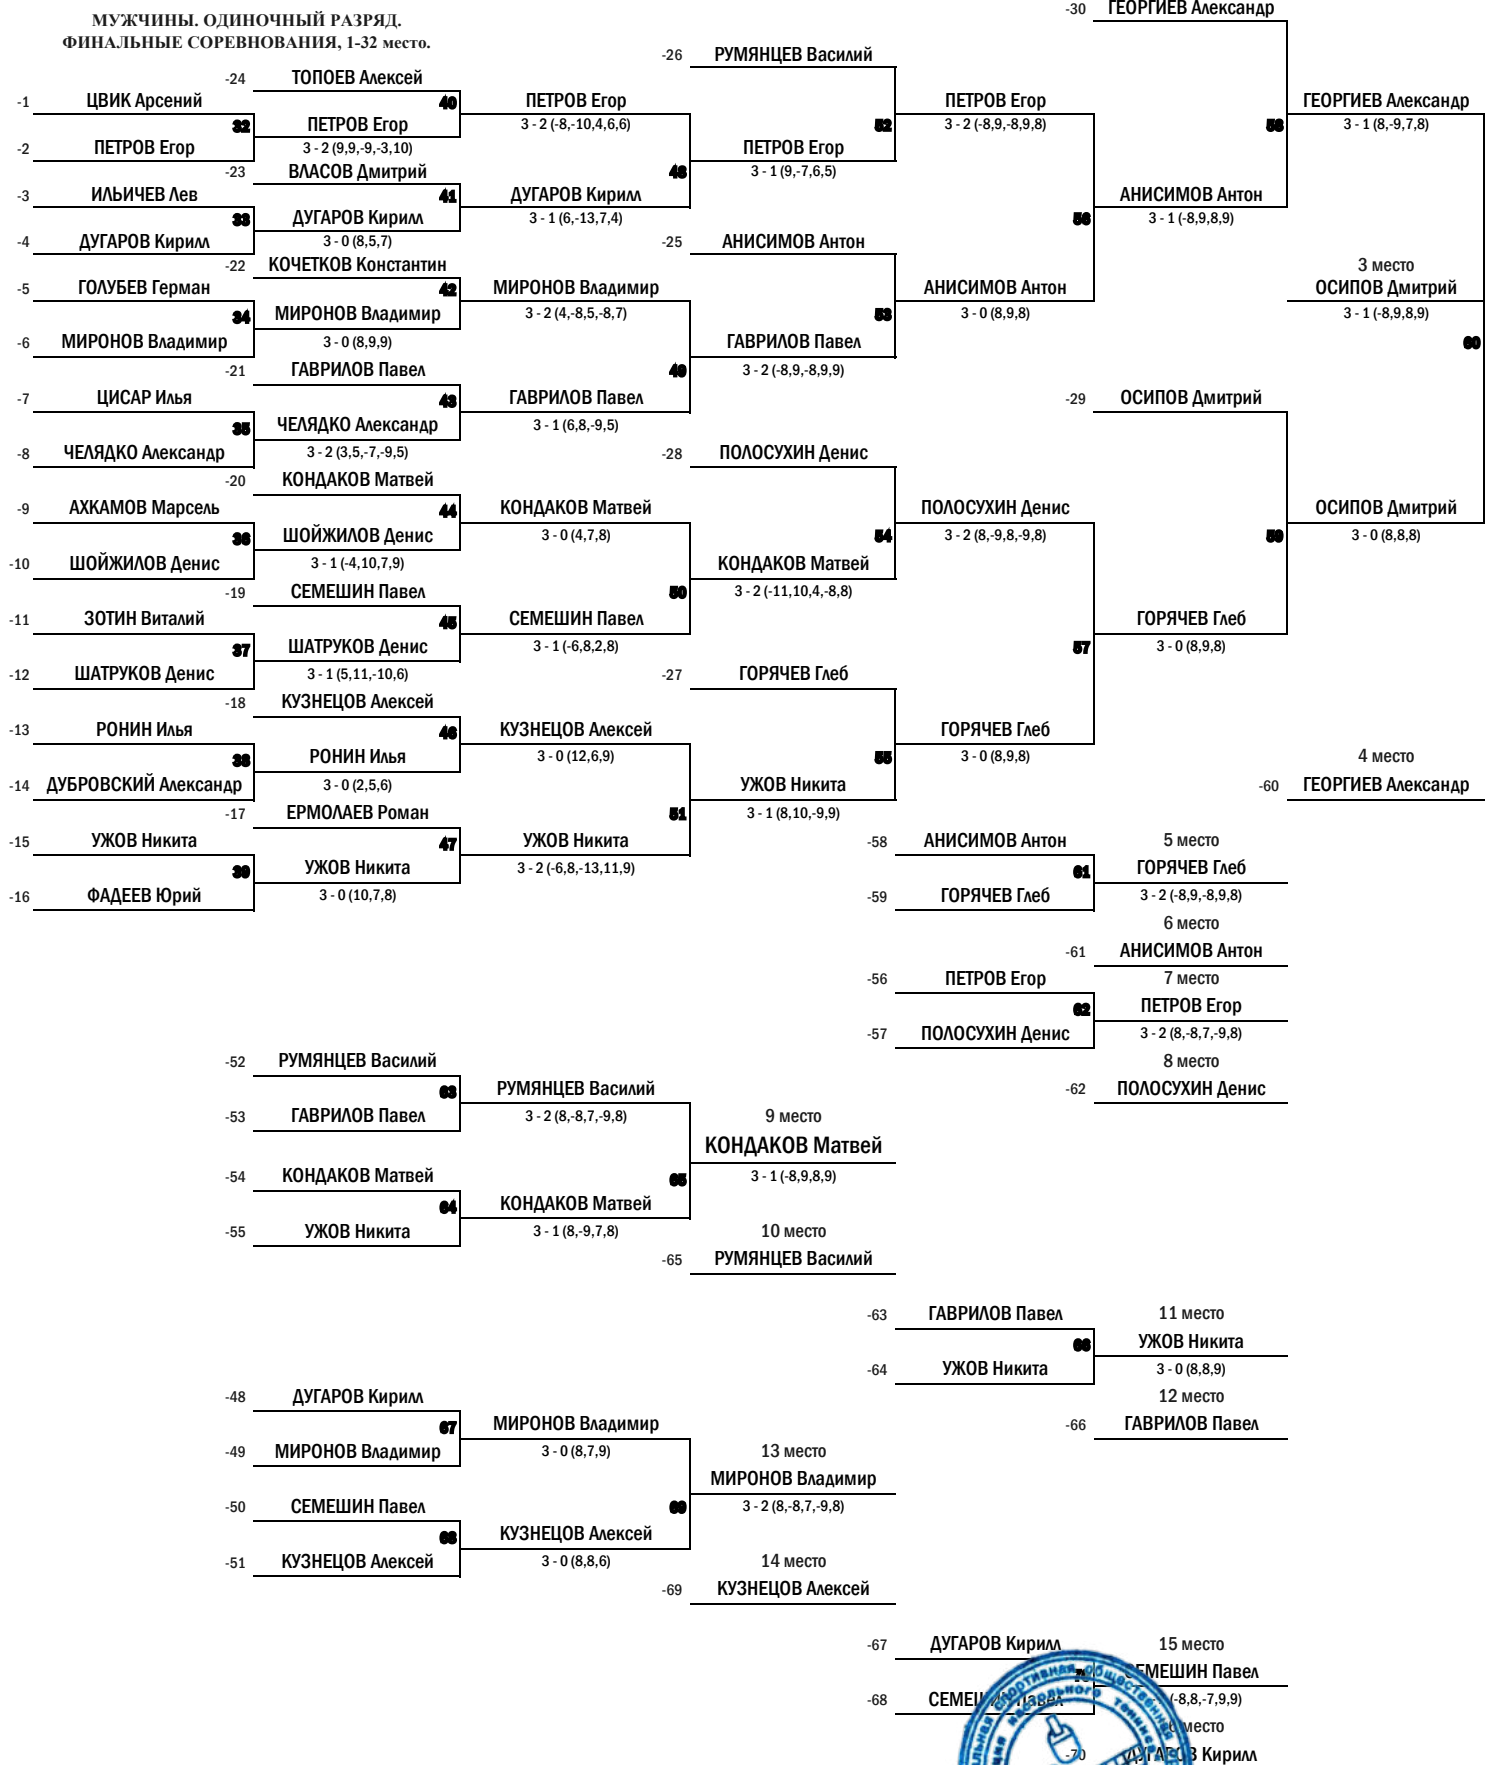 -30 ГЕОРГИЕВ Александр
МУЖЧИНЫ. ОДИНОЧНЫЙ РАЗРЯД.
ФИНАЛЬНЫЕ СОРЕВНОВАНИЯ, 1-32 место.
-26 РУМЯНЦЕВ Василий
-24 ТОПОЕВ Алексей
-1 ЦВИК Арсений 40 ПЕТРОВ Егор ПЕТРОВ Егор ГЕОРГИЕВ Александр
32 ПЕТРОВ Егор 3 - 2 (-8,-10,4,6,6) 52 3 - 2 (-8,9,-8,9,8) 58 3 - 1 (8,-9,7,8)
-2 ПЕТРОВ Егор 3 - 2 (9,9,-9,-3,10) ПЕТРОВ Егор
-23 ВЛАСОВ Дмитрий 48 3 - 1 (9,-7,6,5)
-3 ИЛЬИЧЕВ Лев 41 ДУГАРОВ Кирилл АНИСИМОВ Антон
33 ДУГАРОВ Кирилл 3 - 1 (6,-13,7,4) 56 3 - 1 (-8,9,8,9)
-4 ДУГАРОВ Кирилл 3 - 0 (8,5,7) -25 АНИСИМОВ Антон
-22 КОЧЕТКОВ Константин 3 место
-5 ГОЛУБЕВ Герман 42 МИРОНОВ Владимир АНИСИМОВ Антон ОСИПОВ Дмитрий
34 МИРОНОВ Владимир 3 - 2 (4,-8,5,-8,7) 53 3 - 0 (8,9,8) 3 - 1 (-8,9,8,9)
-6 МИРОНОВ Владимир 3 - 0 (8,9,9) ГАВРИЛОВ Павел 60
-21 ГАВРИЛОВ Павел 49 3 - 2 (-8,9,-8,9,9)
-7 ЦИСАР Илья 43 ГАВРИЛОВ Павел -29 ОСИПОВ Дмитрий
35 ЧЕЛЯДКО Александр 3 - 1 (6,8,-9,5)
-8 ЧЕЛЯДКО Александр 3 - 2 (3,5,-7,-9,5) -28 ПОЛОСУХИН Денис
-20 КОНДАКОВ Матвей
-9 АХКАМОВ Марсель 44 КОНДАКОВ Матвей ПОЛОСУХИН Денис ОСИПОВ Дмитрий
36 ШОЙЖИЛОВ Денис 3 - 0 (4,7,8) 54 3 - 2 (8,-9,8,-9,8) 59 3 - 0 (8,8,8)
-10 ШОЙЖИЛОВ Денис 3 - 1 (-4,10,7,9) КОНДАКОВ Матвей
-19 СЕМЕШИН Павел 50 3 - 2 (-11,10,4,-8,8)
-11 ЗОТИН Виталий 45 СЕМЕШИН Павел ГОРЯЧЕВ Глеб
37 ШАТРУКОВ Денис 3 - 1 (-6,8,2,8) 57 3 - 0 (8,9,8)
-12 ШАТРУКОВ Денис 3 - 1 (5,11,-10,6) -27 ГОРЯЧЕВ Глеб
-18 КУЗНЕЦОВ Алексей
-13 РОНИН Илья 46 КУЗНЕЦОВ Алексей ГОРЯЧЕВ Глеб
38 РОНИН Илья 3 - 0 (12,6,9) 55 3 - 0 (8,9,8) 4 место
-14 ДУБРОВСКИЙ Александр 3 - 0 (2,5,6) УЖОВ Никита -60 ГЕОРГИЕВ Александр
-17 ЕРМОЛАЕВ Роман 51 3 - 1 (8,10,-9,9)
-15 УЖОВ Никита 47 УЖОВ Никита -58 АНИСИМОВ Антон 5 место
39 УЖОВ Никита 3 - 2 (-6,8,-13,11,9) 61 ГОРЯЧЕВ Глеб
-16 ФАДЕЕВ Юрий 3 - 0 (10,7,8) -59 ГОРЯЧЕВ Глеб 3 - 2 (-8,9,-8,9,8)
6 место
-61 АНИСИМОВ Антон
-56 ПЕТРОВ Егор 7 место
62 ПЕТРОВ Егор
-57 ПОЛОСУХИН Денис 3 - 2 (8,-8,7,-9,8)
-52 РУМЯНЦЕВ Василий 8 место
63 РУМЯНЦЕВ Василий -62 ПОЛОСУХИН Денис
-53 ГАВРИЛОВ Павел 3 - 2 (8,-8,7,-9,8) 9 место
КОНДАКОВ Матвей
-54 КОНДАКОВ Матвей 65 3 - 1 (-8,9,8,9)
64 КОНДАКОВ Матвей
-55 УЖОВ Никита 3 - 1 (8,-9,7,8) 10 место
-65 РУМЯНЦЕВ Василий
-63 ГАВРИЛОВ Павел 11 место
66 УЖОВ Никита
-64 УЖОВ Никита 3 - 0 (8,8,9)
-48 ДУГАРОВ Кирилл 12 место
67 МИРОНОВ Владимир -66 ГАВРИЛОВ Павел
-49 МИРОНОВ Владимир 3 - 0 (8,7,9) 13 место
МИРОНОВ Владимир
-50 СЕМЕШИН Павел 69 3 - 2 (8,-8,7,-9,8)
68 КУЗНЕЦОВ Алексей
-51 КУЗНЕЦОВ Алексей 3 - 0 (8,8,6) 14 место
-69 КУЗНЕЦОВ Алексей
-67 ДУГАРОВ Кирилл 15 место
СЕМЕШИН Павел
-68 СЕМЕШИН Павел (-8,8,-7,9,9)
место
-70 ДУГАРОВ Кирилл
спортивная общественная
настольного тенниса